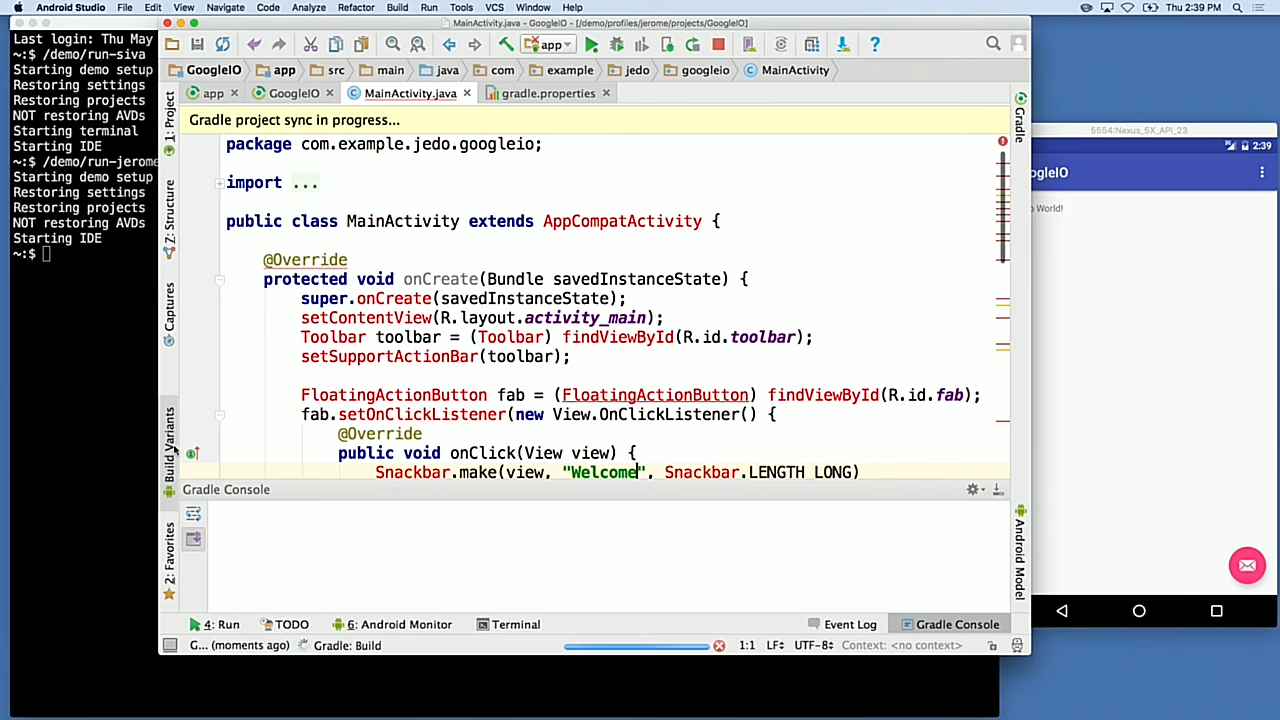 Android Studio File Edit View Navigate Code Analyze Refactor Build Run Tools VCS Window Help Thu 2:39 PM
MainActivity.java - GoogleIO - [/demo/profiles/jerome/projects/GoogleIO]
Last login: Thu May
~:$ /demo/run-siva
Starting demo setup
Restoring settings
Restoring projects
NOT restoring AVDs
Starting terminal
Starting IDE
~:$ /demo/run-jerome
Starting demo setup
Restoring settings
Restoring projects
NOT restoring AVDs
Starting IDE
~:$
app
GoogleIO app src main java com example jedo googleio MainActivity
app GoogleIO MainActivity.java gradle.properties
Gradle project sync in progress...
package com.example.jedo.googleio;
import ...
public class MainActivity extends AppCompatActivity {
@Override
protected void onCreate(Bundle savedInstanceState) {
super.onCreate(savedInstanceState);
setContentView(R.layout.activity_main);
Toolbar toolbar = (Toolbar) findViewById(R.id.toolbar);
setSupportActionBar(toolbar);
FloatingActionButton fab = (FloatingActionButton) findViewById(R.id.fab);
fab.setOnClickListener(new View.OnClickListener() {
@Override
public void onClick(View view) {
Snackbar.make(view, "Welcome", Snackbar.LENGTH_LONG)
1: Project
Z: Structure
Captures
Build Variants
2: Favorites
Gradle
Android Model
Gradle Console
4: Run TODO 6: Android Monitor Terminal Event Log Gradle Console
G... (moments ago) Gradle: Build 1:1 LF UTF-8 Context: <no context>
5554:Nexus_5X_API_23
2:39
ogleIO
o World!